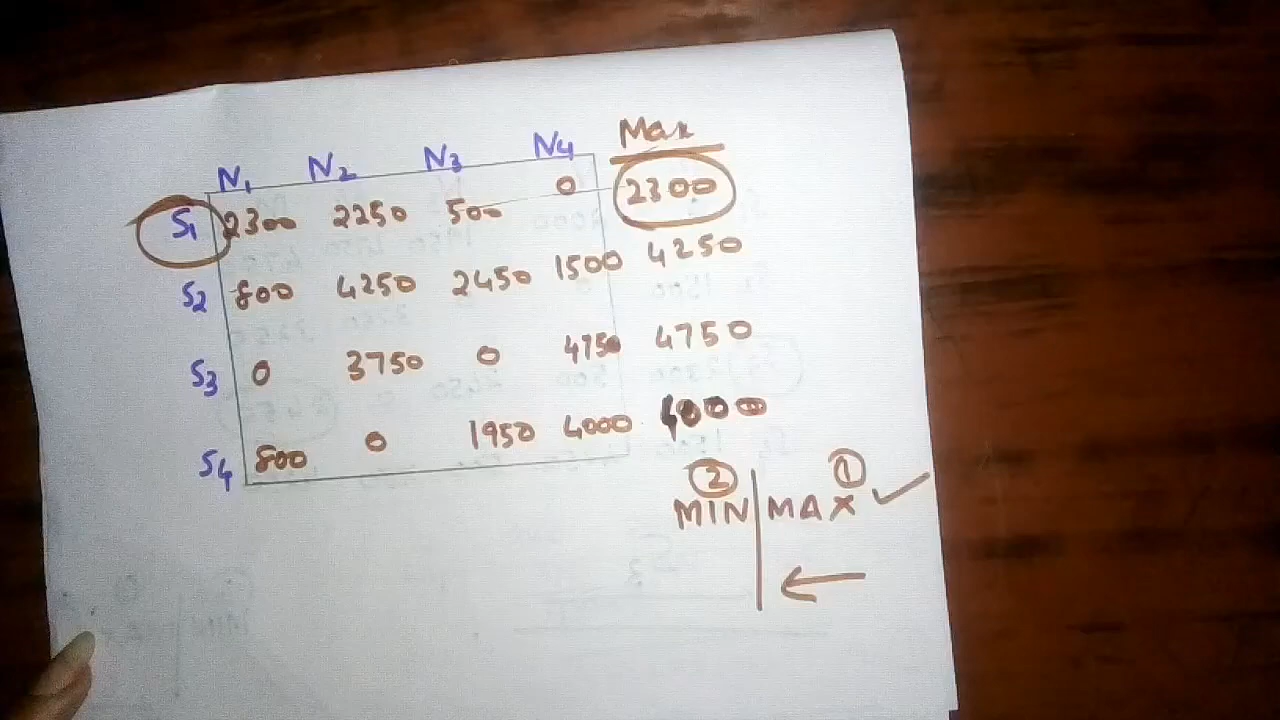 N1 N2 N3 N4 Max
S1 2300 2250 500 0 2300
S2 800 4250 2450 1500 4250
S3 0 3750 0 4750 4750
S4 800 0 1950 4000 4000
2 1
MIN MAX ✓
←